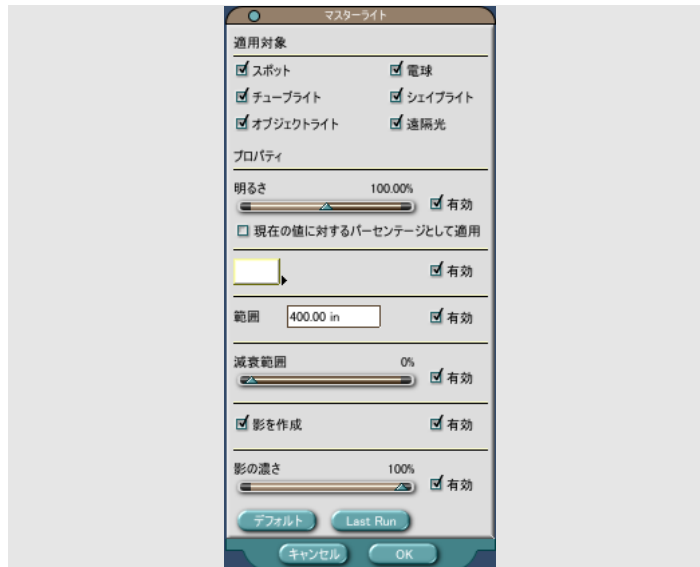 マスターライト
適用対象
スポット 電球
チューブライト シェイプライト
オブジェクトライト 遠隔光
プロパティ
明るさ 100.00%
有効
現在の値に対するパーセンテージとして適用
有効
範囲 400.00 in 有効
減衰範囲 0%
有効
影を作成 有効
影の濃さ 100%
有効
デフォルト Last Run
キャンセル OK